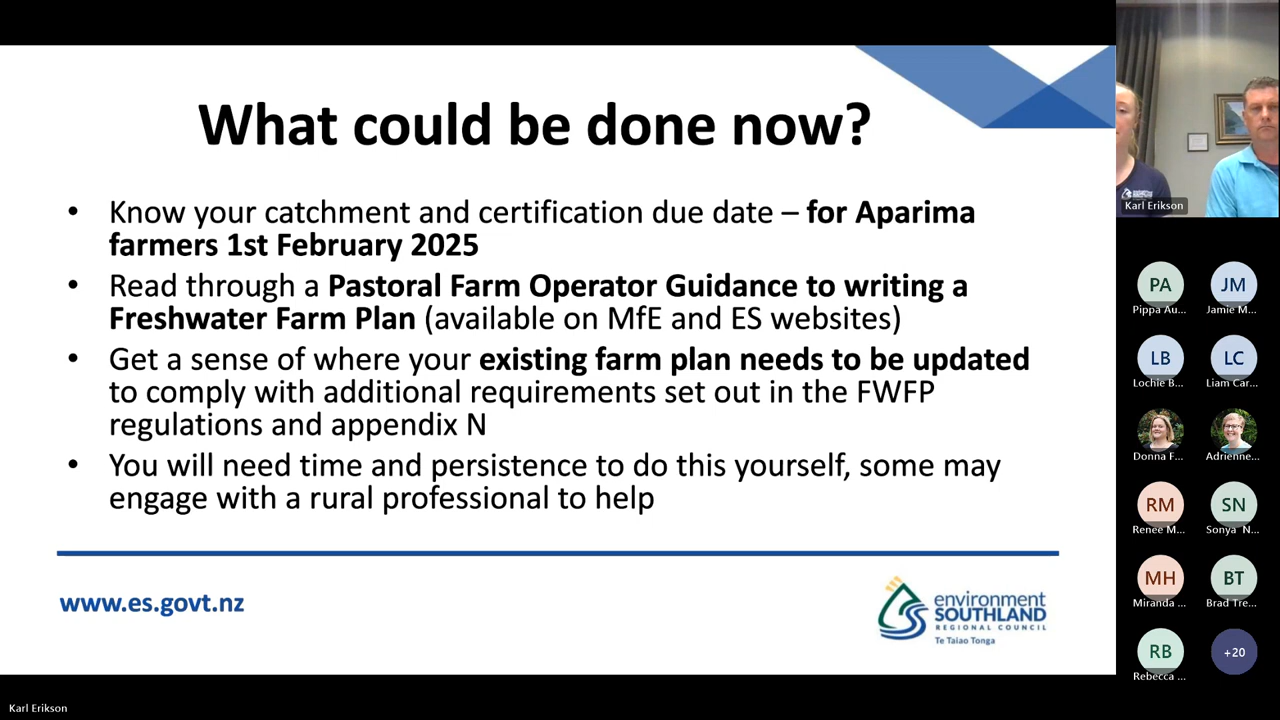 What could be done now?
• Know your catchment and certification due date – for Aparima
farmers 1st February 2025
• Read through a Pastoral Farm Operator Guidance to writing a
Freshwater Farm Plan (available on MfE and ES websites)
• Get a sense of where your existing farm plan needs to be updated
to comply with additional requirements set out in the FWFP
regulations and appendix N
• You will need time and persistence to do this yourself, some may
engage with a rural professional to help
www.es.govt.nz
environment
SOUTHLAND
REGIONAL COUNCIL
Te Taiao Tonga
Karl Erikson
PA JM
Pippa Au... Jamie M...
LB LC
Lochie B... Liam Car...
Donna F... Adrienne...
RM SN
Renee M... Sonya N...
MH BT
Miranda ... Brad Tre...
RB +20
Rebecca ...
Karl Erikson